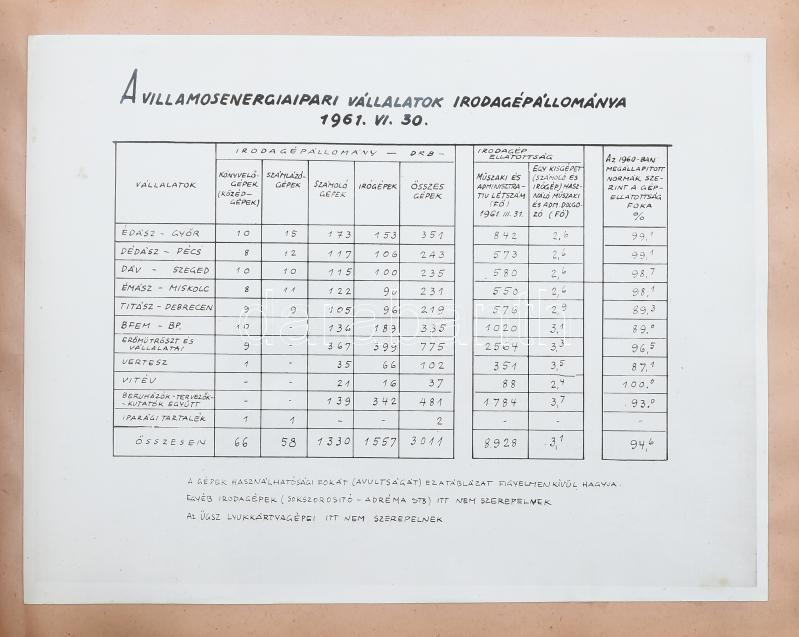 A VILLAMOSENERGIAIPARI VÁLLALATOK IRODAGÉPÁLLOMÁNYA
1961. VI. 30.
VÁLLALATOK
IRODAGÉPÁLLOMÁNY — DRB -
KÖNYVELŐ-
GÉPEK
(KÖZÉP-
GÉPEK)
SZÁMLÁZÓ-
GÉPEK
SZÁMOLÓ
GÉPEK
IRÓGÉPEK
ÖSSZES
GÉPEK
IRODAGÉP
ELLÁTOTTSÁG
MŰSZAKI ÉS
ADMINISZTRA-
TIV LÉTSZÁM
(FŐ)
1961. III. 31.
EGY KISGÉPET
(SZÁMOLÓ ÉS
IRÓGÉP) HASZ-
NÁLÓ MŰSZAKI
ÉS ADM. DOLGO-
ZÓ (FŐ)
AZ 1960-BAN
MEGÁLLAPITOTT
NORMÁK SZE-
RINT A GÉP-
ELLÁTOTTSÁG
FOKA
%
ÉDÁSZ - GYŐR 10 15 173 153 351 842 2,6 99,1
DÉDÁSZ - PÉCS 8 12 117 106 243 573 2,6 99,1
DÁV - SZEGED 10 10 115 100 235 580 2,6 98,7
ÉMÁSZ - MISKOLC 8 11 122 90 231 550 2,6 98,1
TITÁSZ - DEBRECEN 9 9 105 96 219 576 2,9 89,3
BFEM - BP. 10 - 136 189 335 1020 3,1 89,0
ERŐMŰTRÖSZT ÉS
VÁLLALATAI 9 - 367 399 775 2564 3,3 96,5
VERTESZ 1 - 35 66 102 351 3,5 87,1
VITÉV - - 21 16 37 88 2,4 100,0
BERUHÁZÓK-TERVEZŐK-
-KUTATÓK EGYÜTT - - 139 342 481 1784 3,7 93,0
IPARÁGI TARTALÉK 1 1 - - 2 - - -
ÖSSZESEN 66 58 1330 1557 3011 8928 3,1 94,6
A GÉPEK HASZNÁLHATÓSÁGI FOKÁT (AVULTSÁGÁT) EZ A TÁBLÁZAT FIGYELMEN KIVÜL HAGYJA.
EGYÉB IRODAGÉPEK (SOKSZOROSITÓ - ADRÉMA STB) ITT NEM SZEREPELNEK
AZ ÜGSZ LYUKKÁRTYAGÉPEI ITT NEM SZEREPELNEK
darabanth